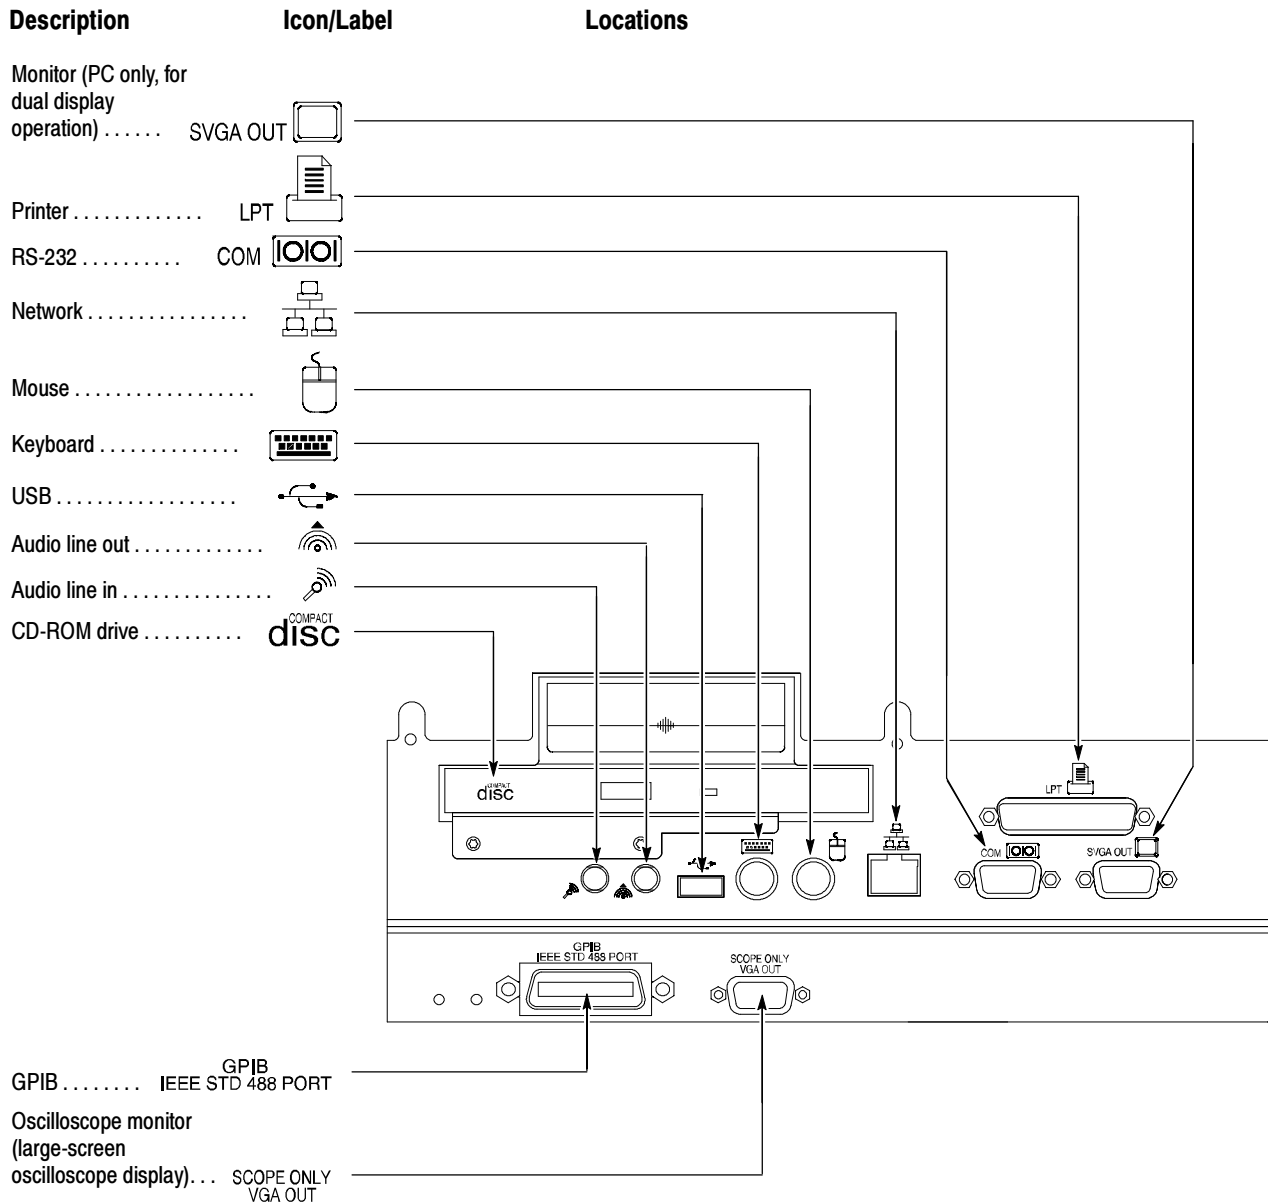 Description Icon/Label Locations
Monitor (PC only, for
dual display
operation) . . . . . . SVGA OUT
Printer . . . . . . . . . . . . . LPT
RS-232 . . . . . . . . . . COM IOIOI
Network . . . . . . . . . . . . . . . .
Mouse . . . . . . . . . . . . . . . . . .
Keyboard . . . . . . . . . . . . . .
USB . . . . . . . . . . . . . . . . . .
Audio line out . . . . . . . . . . . . .
Audio line in . . . . . . . . . . . . . . .
CD-ROM drive . . . . . . . . . . COMPACT
disc
COMPACT
disc
LPT
COM IOIOI
SVGA OUT
GPIB
IEEE STD 488 PORT
SCOPE ONLY
VGA OUT
GPIB . . . . . . . . GPIB
IEEE STD 488 PORT
Oscilloscope monitor
(large-screen
oscilloscope display). . . SCOPE ONLY
VGA OUT